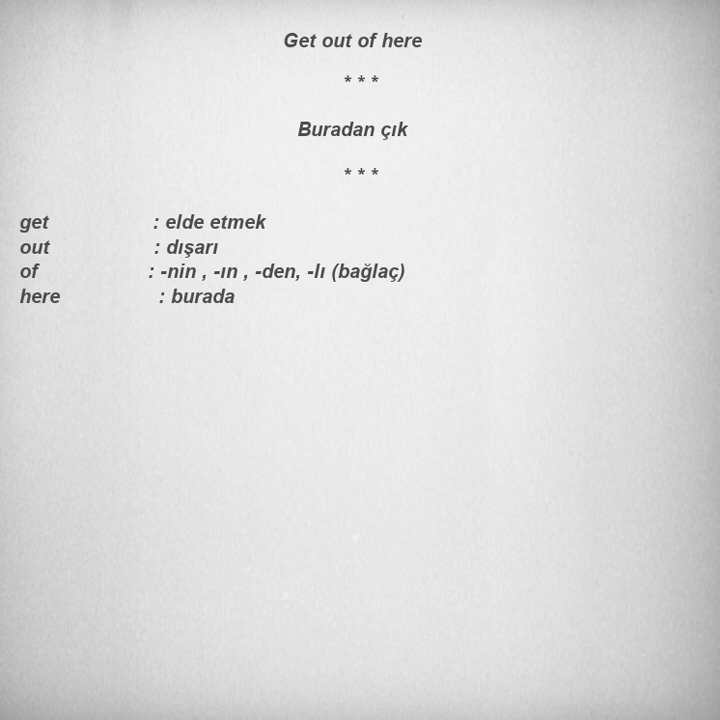 Get out of here
* * *
Buradan çık
* * *
get : elde etmek
out : dışarı
of : -nin , -ın , -den, -lı (bağlaç)
here : burada